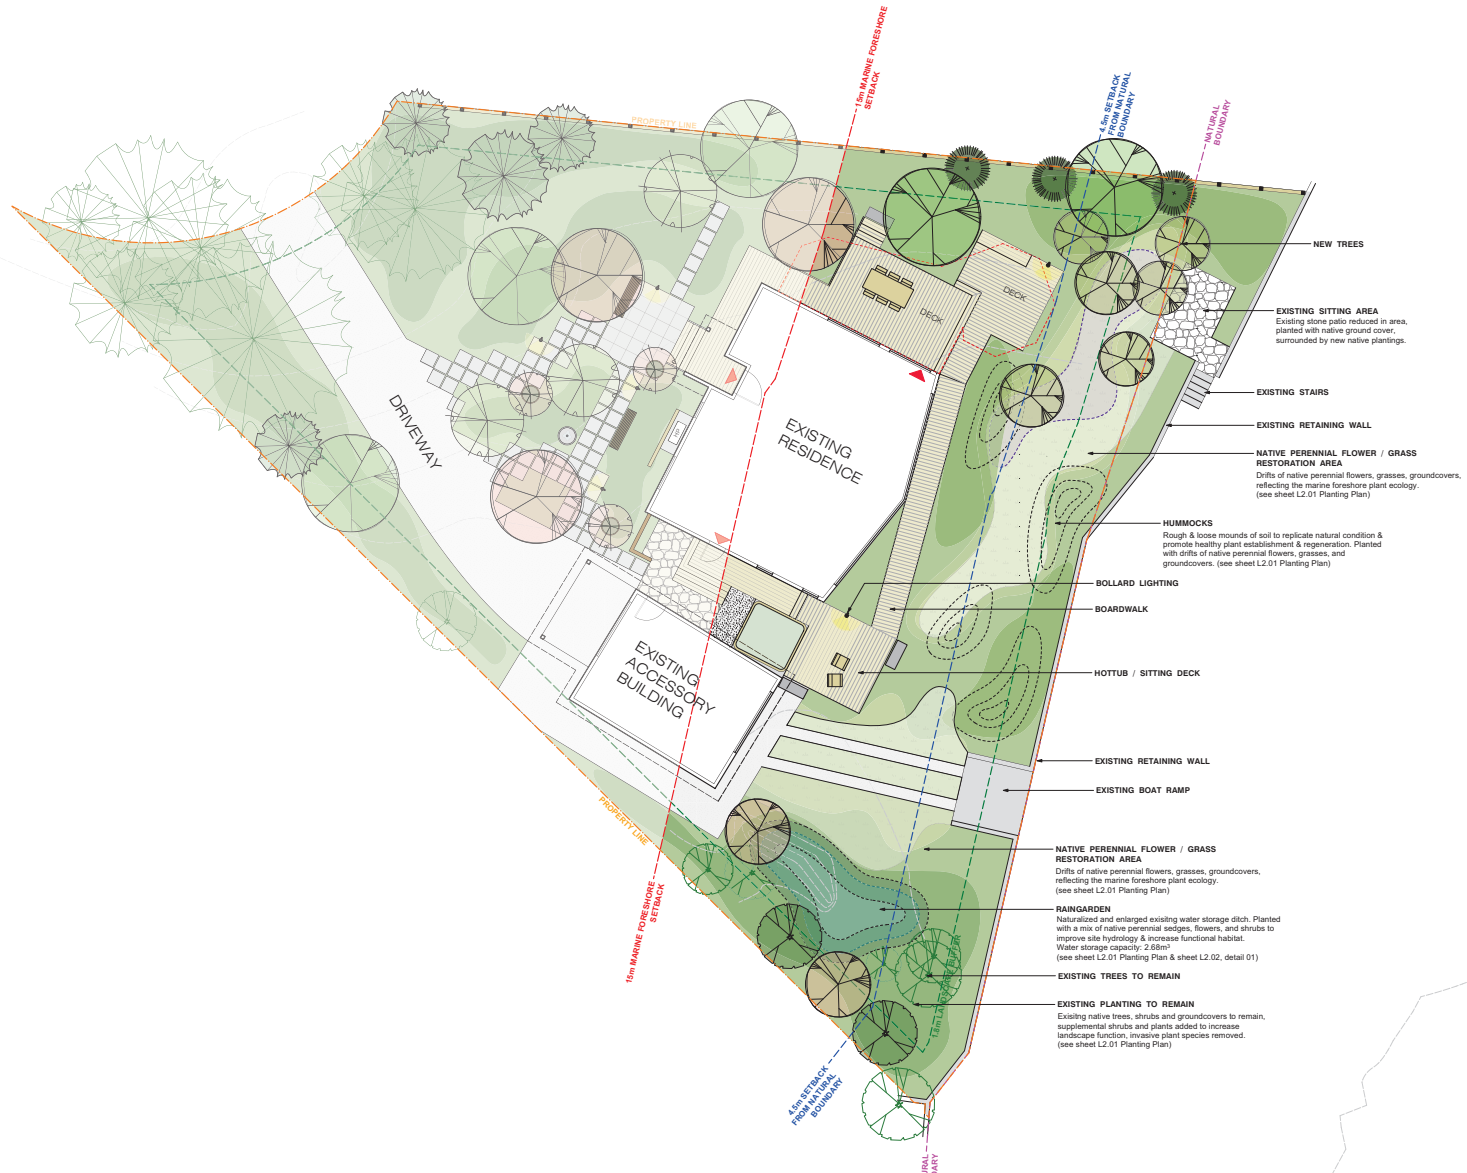 15m MARINE FORESHORE
SETBACK
4.5m SETBACK
FROM NATURAL
BOUNDARY
NATURAL
BOUNDARY
PROPERTY LINE
NEW TREES
DECK
DECK
EXISTING SITTING AREA
Existing stone patio reduced in area,
planted with native ground cover,
surrounded by new native plantings.
EXISTING STAIRS
DRIVEWAY
EXISTING
RESIDENCE
HP
EXISTING RETAINING WALL
NATIVE PERENNIAL FLOWER / GRASS
RESTORATION AREA
Drifts of native perennial flowers, grasses, groundcovers,
reflecting the marine foreshore plant ecology.
(see sheet L2.01 Planting Plan)
HUMMOCKS
Rough & loose mounds of soil to replicate natural condition &
promote healthy plant establishment & regeneration. Planted
with drifts of native perennial flowers, grasses, and
groundcovers. (see sheet L2.01 Planting Plan)
BOLLARD LIGHTING
BOARDWALK
EXISTING
ACCESSORY
BUILDING
HOTTUB / SITTING DECK
EXISTING RETAINING WALL
EXISTING BOAT RAMP
PROPERTY LINE
NATIVE PERENNIAL FLOWER / GRASS
RESTORATION AREA
Drifts of native perennial flowers, grasses, groundcovers,
reflecting the marine foreshore plant ecology.
(see sheet L2.01 Planting Plan)
RAINGARDEN
Naturalized and enlarged exisitng water storage ditch. Planted
with a mix of native perennial sedges, flowers, and shrubs to
improve site hydrology & increase functional habitat.
Water storage capacity: 2.68m³
(see sheet L2.01 Planting Plan & sheet L2.02, detail 01)
15m MARINE FORESHORE
SETBACK
1.8m LANDSCAPE BUFFER
EXISTING TREES TO REMAIN
EXISTING PLANTING TO REMAIN
Exisitng native trees, shrubs and groundcovers to remain,
supplemental shrubs and plants added to increase
landscape function, invasive plant species removed.
(see sheet L2.01 Planting Plan)
4.5m SETBACK
FROM NATURAL
BOUNDARY